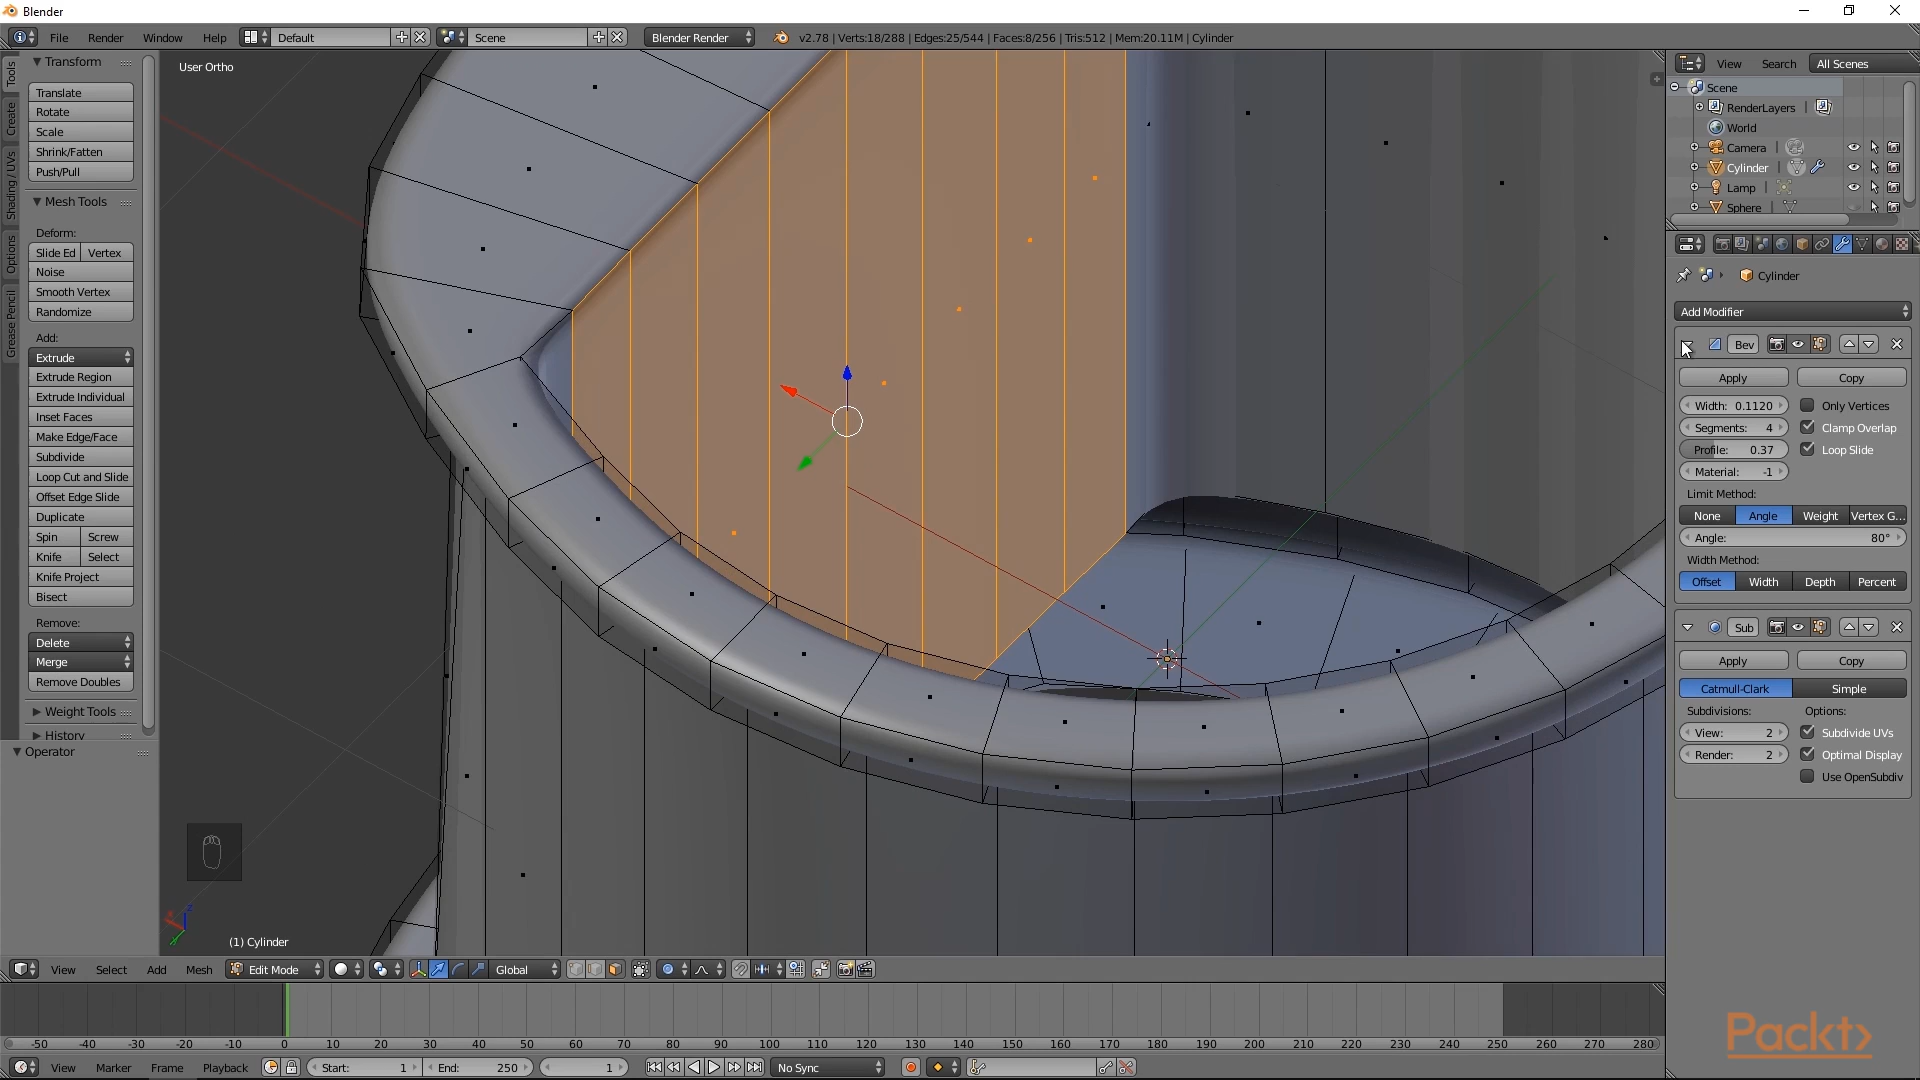 Blender
File Render Window Help Default Scene Blender Render v2.78 | Verts:18/288 | Edges:25/544 | Faces:8/256 | Tris:512 | Mem:20.11M | Cylinder
Tools
Create
Shading / UVs
Options
Grease Pencil
Transform
Translate
Rotate
Scale
Shrink/Fatten
Push/Pull
Mesh Tools
Deform:
Slide Ed Vertex
Noise
Smooth Vertex
Randomize
Add:
Extrude
Extrude Region
Extrude Individual
Inset Faces
Make Edge/Face
Subdivide
Loop Cut and Slide
Offset Edge Slide
Duplicate
Spin Screw
Knife Select
Knife Project
Bisect
Remove:
Delete
Merge
Remove Doubles
Weight Tools
History
Operator
User Ortho
(1) Cylinder
View Select Add Mesh Edit Mode Global
-50 -40 -30 -20 -10 0 10 20 30 40 50 60 70 80 90 100 110 120 130 140 150 160 170 180 190 200 210 220 230 240 250 260 270 280
View Marker Frame Playback Start: 1 End: 250 1 No Sync
View Search All Scenes
Scene
RenderLayers |
World
Camera |
Cylinder |
Lamp |
Sphere |
Cylinder
Add Modifier
Bev
Apply Copy
Width: 0.1120 Only Vertices
Segments: 4 Clamp Overlap
Profile: 0.37 Loop Slide
Material: -1
Limit Method:
None Angle Weight Vertex G...
Angle: 80°
Width Method:
Offset Width Depth Percent
Sub
Apply Copy
Catmull-Clark Simple
Subdivisions: Options:
View: 2 Subdivide UVs
Render: 2 Optimal Display
Use OpenSubdiv
Packt>